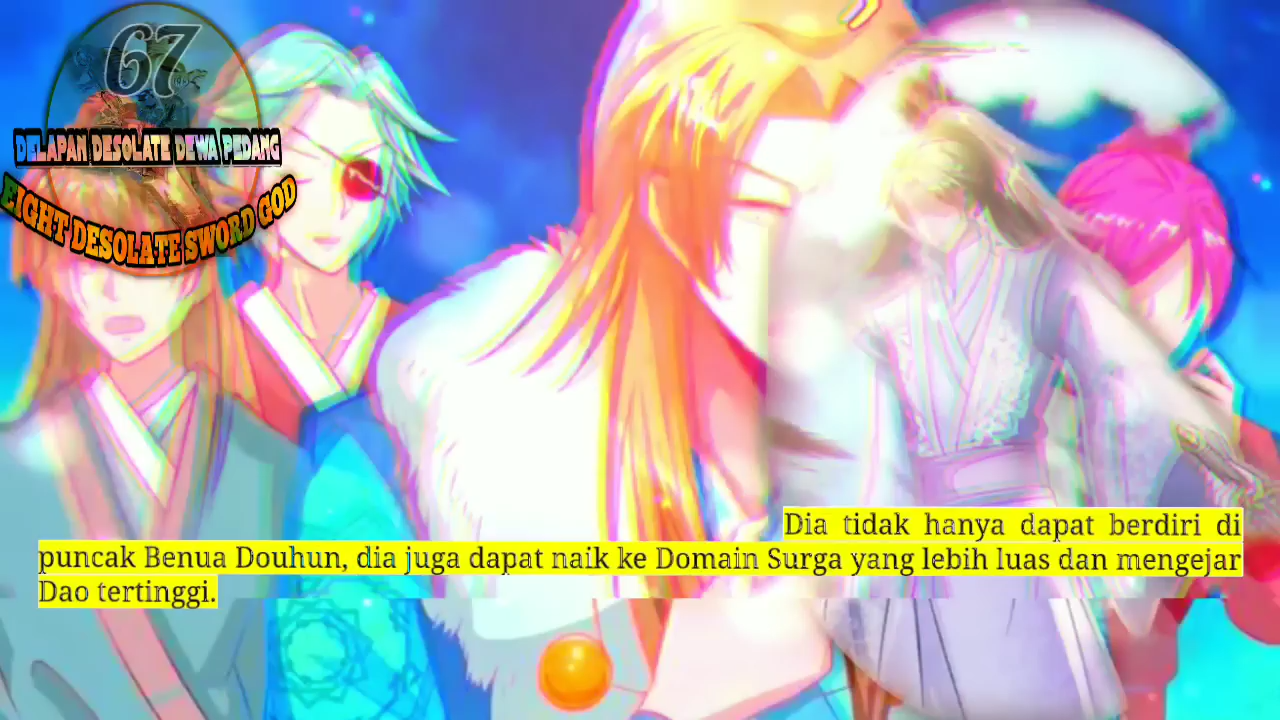 67
DELAPAN DESOLATE DEWA PEDANG
EIGHT DESOLATE SWORD GOD
Dia tidak hanya dapat berdiri di
puncak Benua Douhun, dia juga dapat naik ke Domain Surga yang lebih luas dan mengejar
Dao tertinggi.